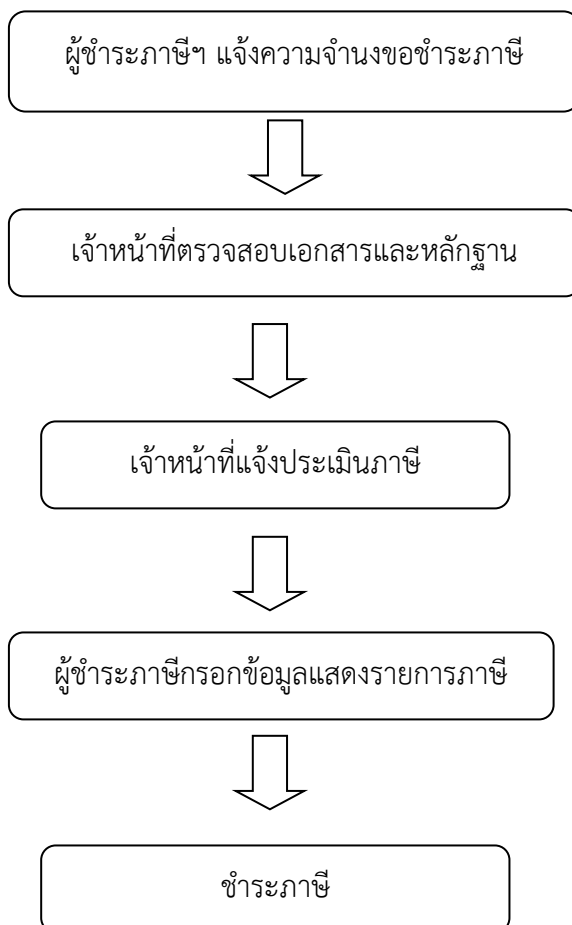 ผู้ชำระภาษีฯ แจ้งความจำนงขอชำระภาษี
เจ้าหน้าที่ตรวจสอบเอกสารและหลักฐาน
เจ้าหน้าที่แจ้งประเมินภาษี
ผู้ชำระภาษีกรอกข้อมูลแสดงรายการภาษี
ชำระภาษี